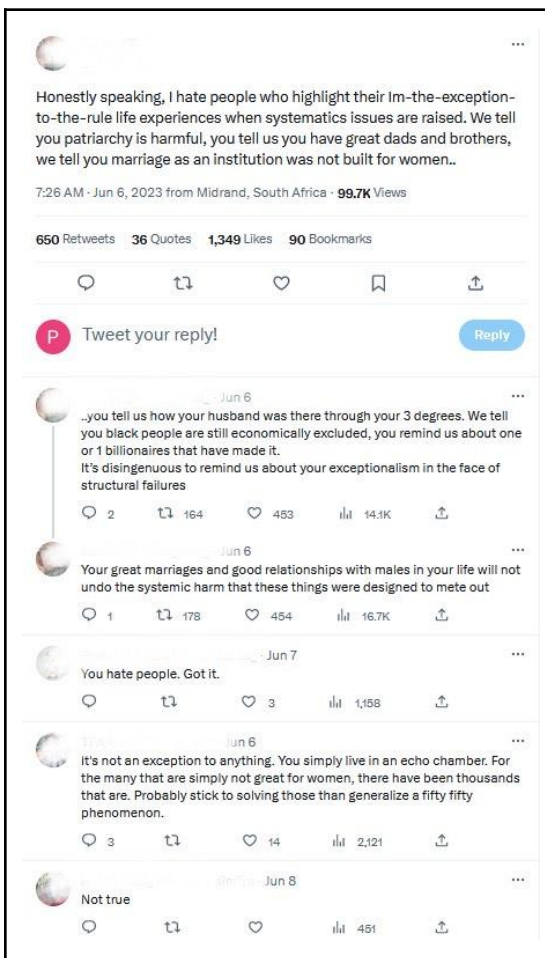 Honestly speaking, I hate people who highlight their Im-the-exception-
to-the-rule life experiences when systematics issues are raised. We tell
you patriarchy is harmful, you tell us you have great dads and brothers,
we tell you marriage as an institution was not built for women..
7:26 AM · Jun 6, 2023 from Midrand, South Africa · 99.7K Views
650 Retweets 36 Quotes 1,349 Likes 90 Bookmarks
P Tweet your reply! Reply
Jun 6
..you tell us how your husband was there through your 3 degrees. We tell
you black people are still economically excluded, you remind us about one
or 1 billionaires that have made it.
It's disingenuous to remind us about your exceptionalism in the face of
structural failures
2 164 453 14.1K
Jun 6
Your great marriages and good relationships with males in your life will not
undo the systemic harm that these things were designed to mete out
1 178 454 16.7K
· Jun 7
You hate people. Got it.
3 1,158
Jun 6
It's not an exception to anything. You simply live in an echo chamber. For
the many that are simply not great for women, there have been thousands
that are. Probably stick to solving those than generalize a fifty fifty
phenomenon.
3 14 2,121
· Jun 8
Not true
451